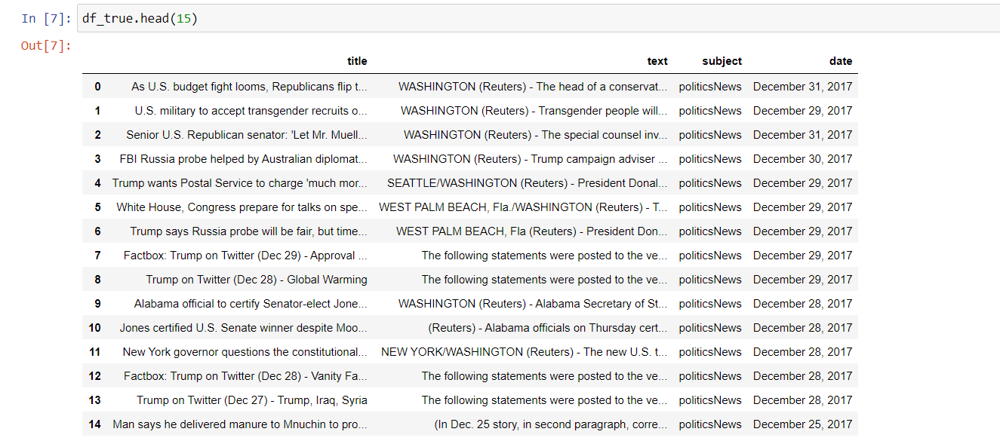 In [7]: df_true.head(15)
Out[7]:
title text subject date
0 As U.S. budget fight looms, Republicans flip t... WASHINGTON (Reuters) - The head of a conservat... politicsNews December 31, 2017
1 U.S. military to accept transgender recruits o... WASHINGTON (Reuters) - Transgender people will... politicsNews December 29, 2017
2 Senior U.S. Republican senator: 'Let Mr. Muell... WASHINGTON (Reuters) - The special counsel inv... politicsNews December 31, 2017
3 FBI Russia probe helped by Australian diplomat... WASHINGTON (Reuters) - Trump campaign adviser ... politicsNews December 30, 2017
4 Trump wants Postal Service to charge 'much mor... SEATTLE/WASHINGTON (Reuters) - President Donal... politicsNews December 29, 2017
5 White House, Congress prepare for talks on spe... WEST PALM BEACH, Fla./WASHINGTON (Reuters) - T... politicsNews December 29, 2017
6 Trump says Russia probe will be fair, but time... WEST PALM BEACH, Fla (Reuters) - President Don... politicsNews December 29, 2017
7 Factbox: Trump on Twitter (Dec 29) - Approval ... The following statements were posted to the ve... politicsNews December 29, 2017
8 Trump on Twitter (Dec 28) - Global Warming The following statements were posted to the ve... politicsNews December 29, 2017
9 Alabama official to certify Senator-elect Jone... WASHINGTON (Reuters) - Alabama Secretary of St... politicsNews December 28, 2017
10 Jones certified U.S. Senate winner despite Moo... (Reuters) - Alabama officials on Thursday cert... politicsNews December 28, 2017
11 New York governor questions the constitutional... NEW YORK/WASHINGTON (Reuters) - The new U.S. t... politicsNews December 28, 2017
12 Factbox: Trump on Twitter (Dec 28) - Vanity Fa... The following statements were posted to the ve... politicsNews December 28, 2017
13 Trump on Twitter (Dec 27) - Trump, Iraq, Syria The following statements were posted to the ve... politicsNews December 28, 2017
14 Man says he delivered manure to Mnuchin to pro... (In Dec. 25 story, in second paragraph, corre... politicsNews December 25, 2017